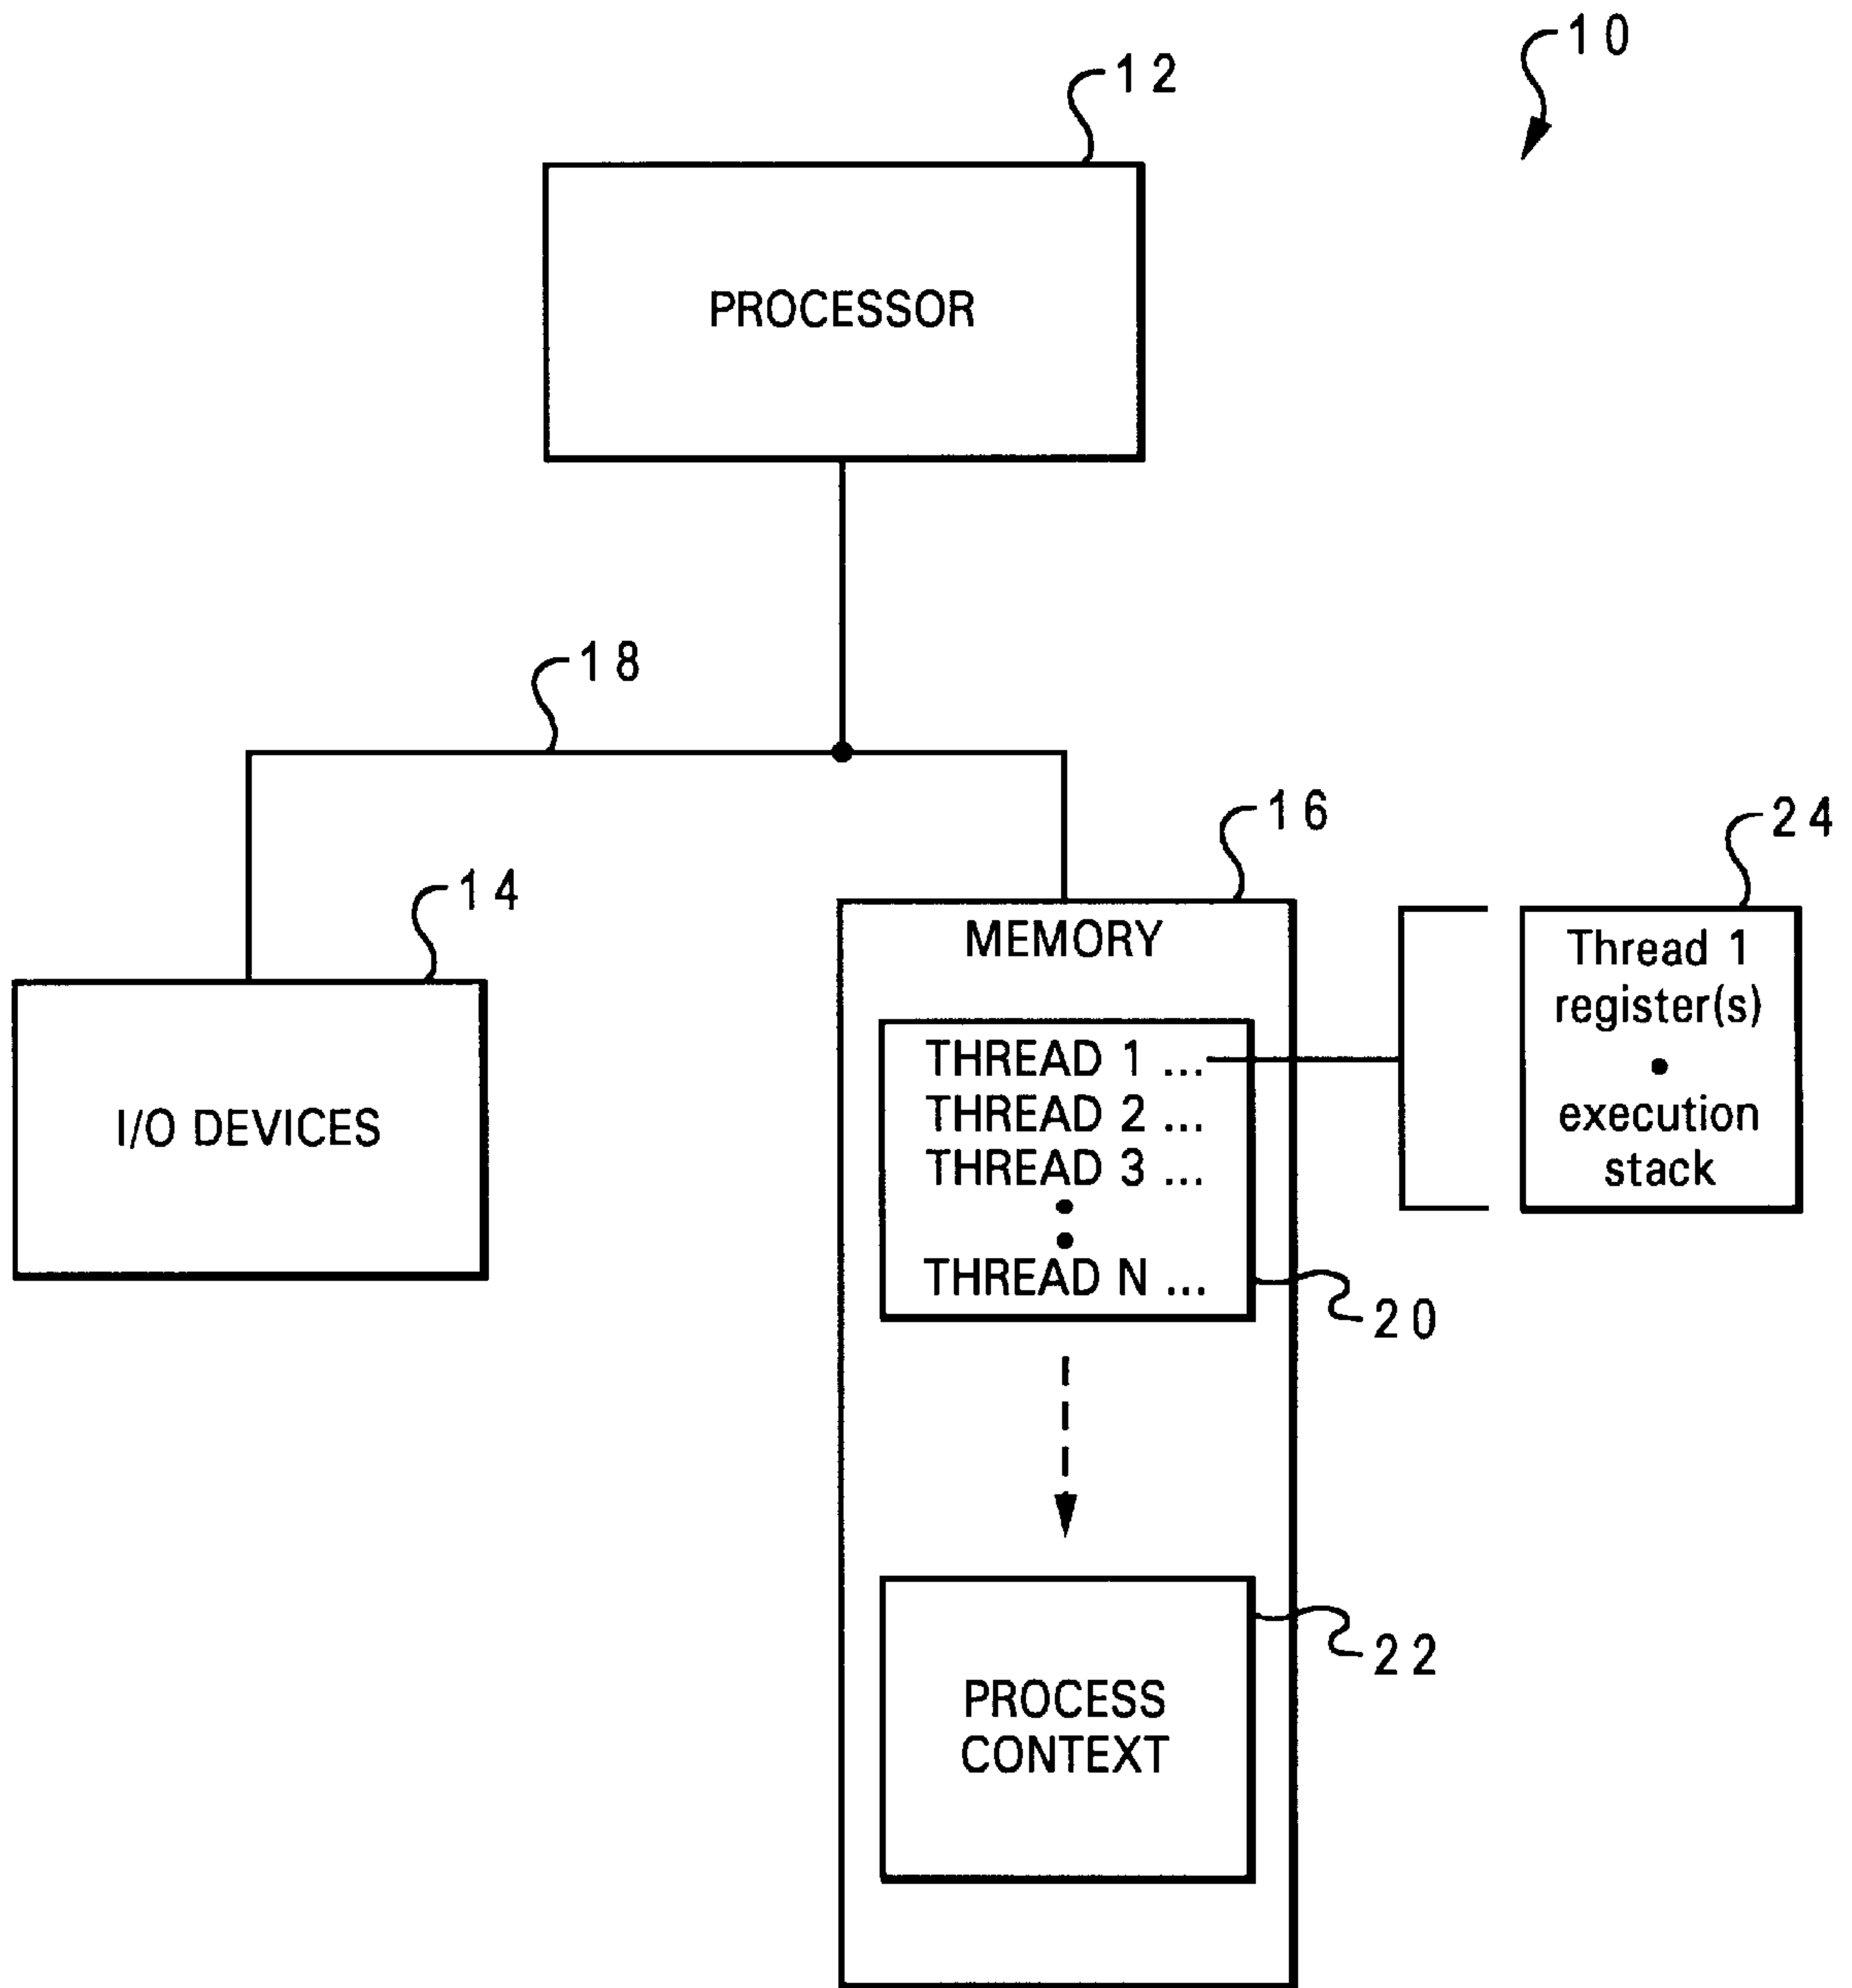 10
12
PROCESSOR
18
16
24
14
MEMORY
Thread 1
register(s)
•
execution
stack
THREAD 1 ...
THREAD 2 ...
THREAD 3 ...
•
•
THREAD N ...
I/O DEVICES
20
22
PROCESS
CONTEXT